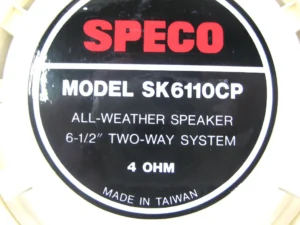 SPECO
MODEL SK6110CP
ALL-WEATHER SPEAKER
6-1/2" TWO-WAY SYSTEM
4 OHM
MADE IN TAIWAN